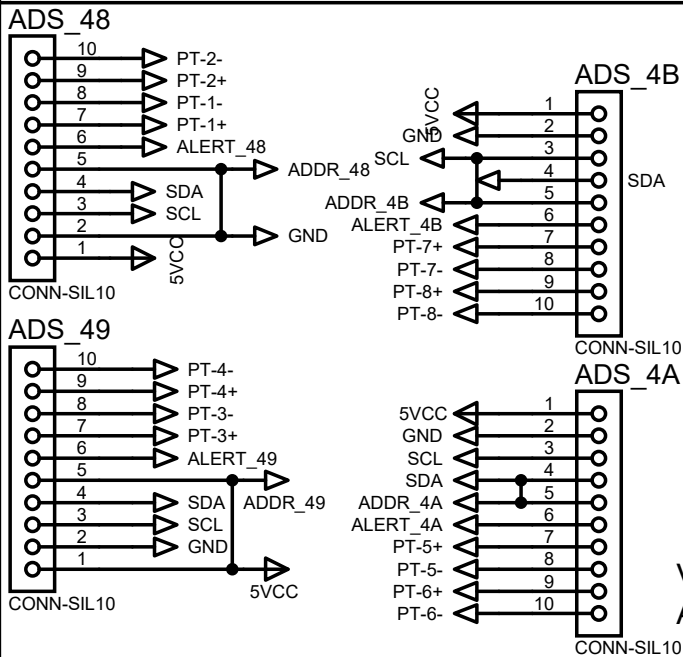 ADS_48
10 PT-2-
9 PT-2+
8 PT-1-
7 PT-1+
6 ALERT_48
5 ADDR_48
4 SDA
3 SCL
2 GND
1 5VCC
CONN-SIL10
ADS_49
10 PT-4-
9 PT-4+
8 PT-3-
7 PT-3+
6 ALERT_49
5 ADDR_49
4 SDA
3 SCL
2 GND
1 5VCC
CONN-SIL10
ADS_4B
5VCC 1
GND 2
SCL 3
4 SDA
ADDR_4B 5
ALERT_4B 6
PT-7+ 7
PT-7- 8
PT-8+ 9
PT-8- 10
CONN-SIL10
ADS_4A
5VCC 1
GND 2
SCL 3
SDA 4
ADDR_4A 5
ALERT_4A 6
PT-5+ 7
PT-5- 8
PT-6+ 9
PT-6- 10
CONN-SIL10